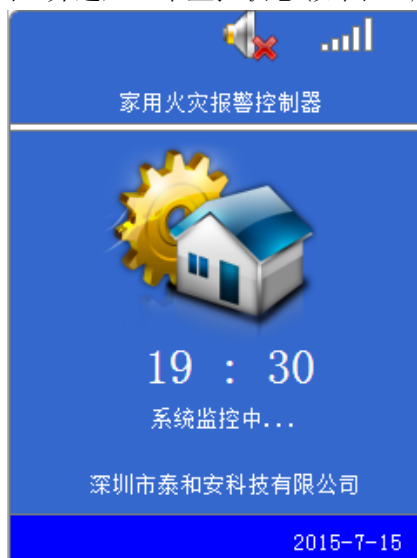 家用火灾报警控制器
19 : 30
系统监控中...
深圳市泰和安科技有限公司
2015-7-15